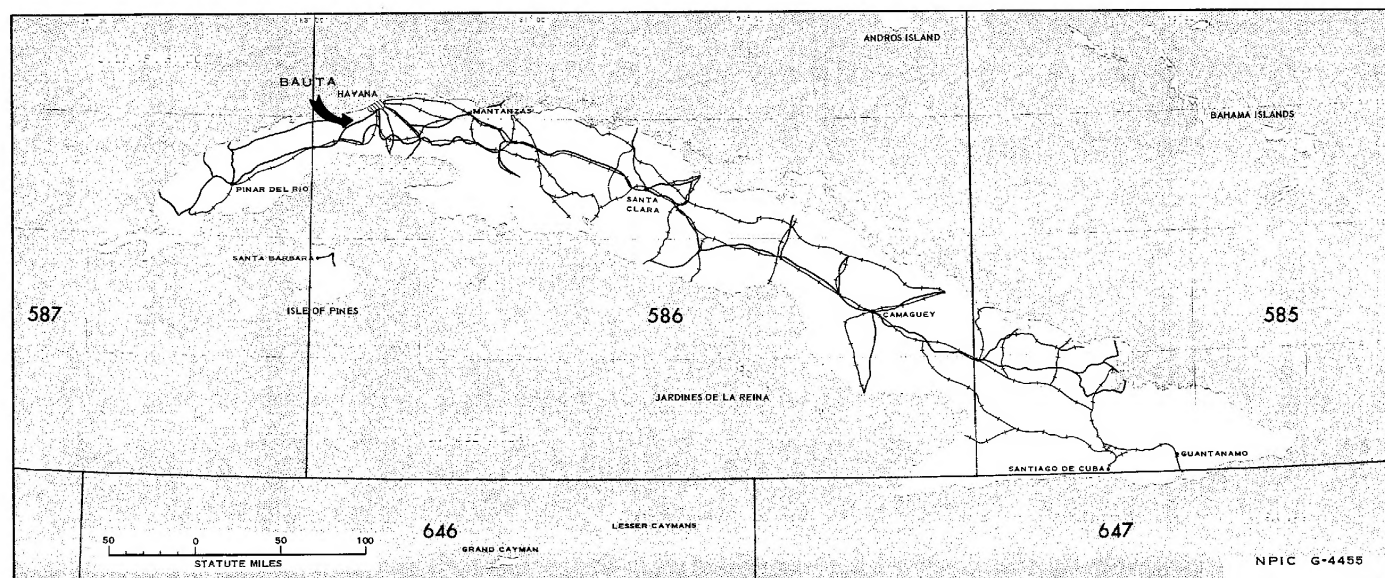 ANDROS ISLAND
BAUTA
HAVANA
MANTANZAS
BAHAMA ISLANDS
PINAR DEL RIO
SANTA
CLARA
SANTA BARBARA
587
ISLE OF PINES
586
CAMAGUEY
585
JARDINES DE LA REINA
GUANTANAMO
SANTIAGO DE CUBA
646
LESSER CAYMANS
647
GRAND CAYMAN
50 0 50 100
STATUTE MILES
NPIC G-4455